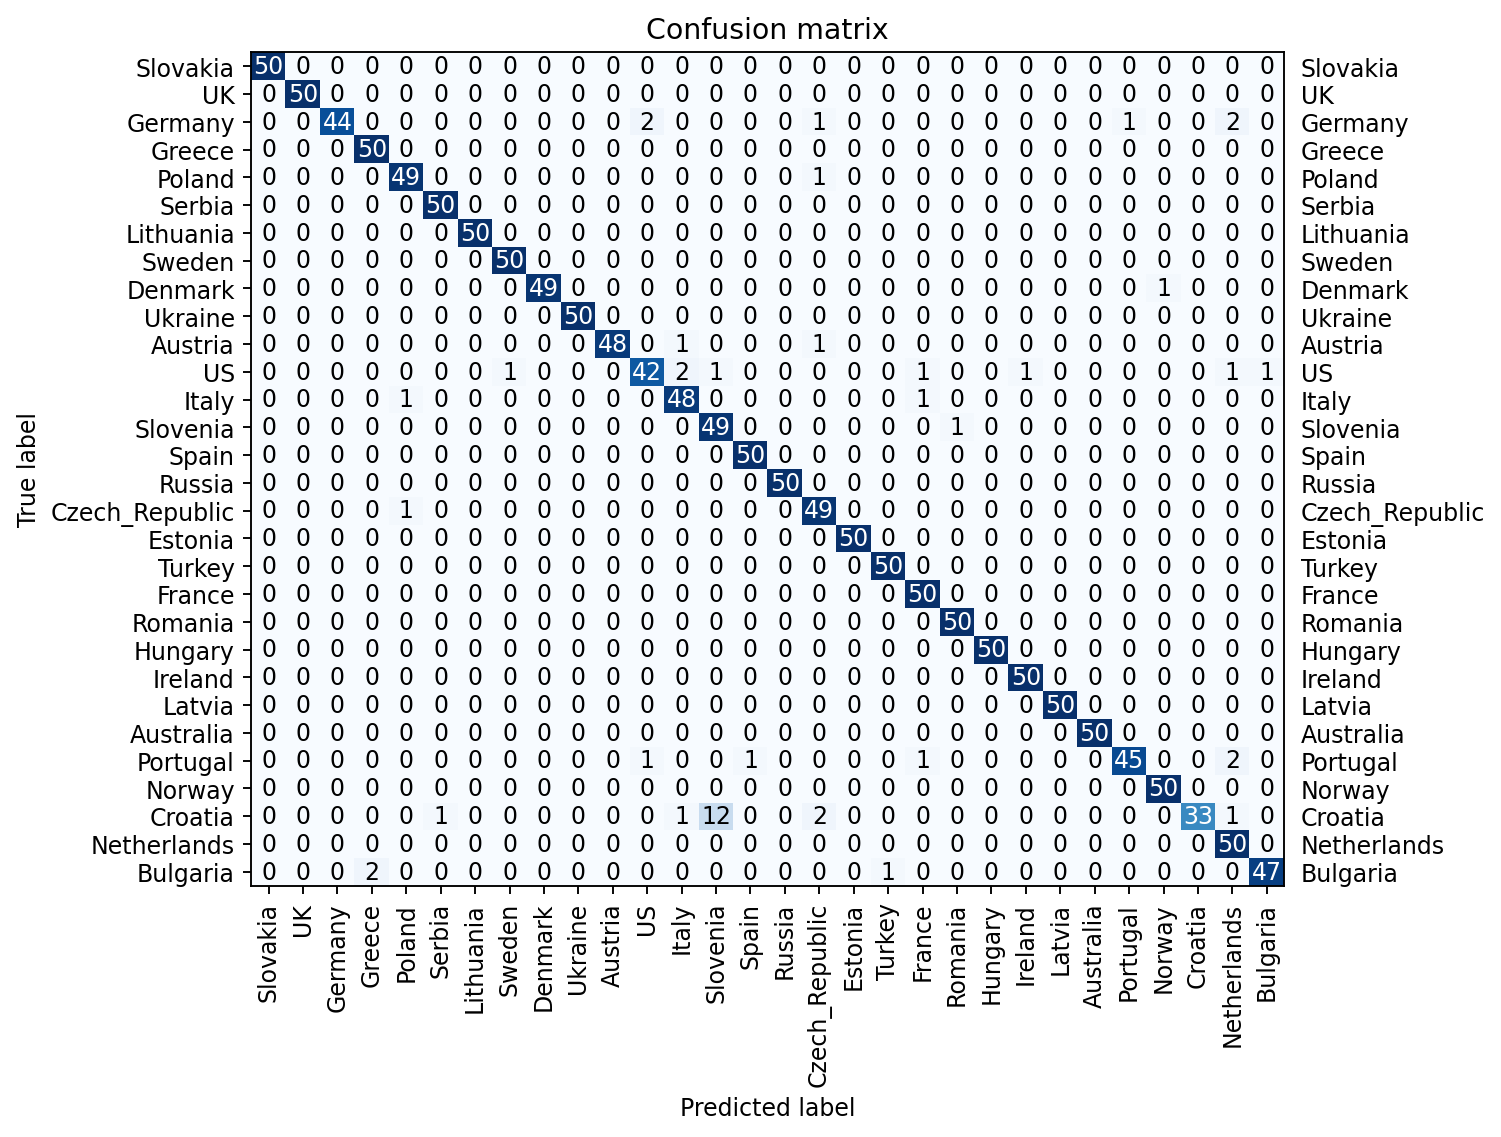 Confusion matrix
Slovakia 50 0 0 0 0 0 0 0 0 0 0 0 0 0 0 0 0 0 0 0 0 0 0 0 0 0 0 0 0 0 Slovakia
UK 0 50 0 0 0 0 0 0 0 0 0 0 0 0 0 0 0 0 0 0 0 0 0 0 0 0 0 0 0 0 UK
Germany 0 0 44 0 0 0 0 0 0 0 0 2 0 0 0 0 1 0 0 0 0 0 0 0 0 1 0 0 2 0 Germany
Greece 0 0 0 50 0 0 0 0 0 0 0 0 0 0 0 0 0 0 0 0 0 0 0 0 0 0 0 0 0 0 Greece
Poland 0 0 0 0 49 0 0 0 0 0 0 0 0 0 0 0 1 0 0 0 0 0 0 0 0 0 0 0 0 0 Poland
Serbia 0 0 0 0 0 50 0 0 0 0 0 0 0 0 0 0 0 0 0 0 0 0 0 0 0 0 0 0 0 0 Serbia
Lithuania 0 0 0 0 0 0 50 0 0 0 0 0 0 0 0 0 0 0 0 0 0 0 0 0 0 0 0 0 0 0 Lithuania
Sweden 0 0 0 0 0 0 0 50 0 0 0 0 0 0 0 0 0 0 0 0 0 0 0 0 0 0 0 0 0 0 Sweden
Denmark 0 0 0 0 0 0 0 0 49 0 0 0 0 0 0 0 0 0 0 0 0 0 0 0 0 0 1 0 0 0 Denmark
Ukraine 0 0 0 0 0 0 0 0 0 50 0 0 0 0 0 0 0 0 0 0 0 0 0 0 0 0 0 0 0 0 Ukraine
Austria 0 0 0 0 0 0 0 0 0 0 48 0 1 0 0 0 1 0 0 0 0 0 0 0 0 0 0 0 0 0 Austria
US 0 0 0 0 0 0 0 1 0 0 0 42 2 1 0 0 0 0 0 1 0 0 1 0 0 0 0 0 1 1 US
Italy 0 0 0 0 1 0 0 0 0 0 0 0 48 0 0 0 0 0 0 1 0 0 0 0 0 0 0 0 0 0 Italy
Slovenia 0 0 0 0 0 0 0 0 0 0 0 0 0 49 0 0 0 0 0 0 1 0 0 0 0 0 0 0 0 0 Slovenia
Spain 0 0 0 0 0 0 0 0 0 0 0 0 0 0 50 0 0 0 0 0 0 0 0 0 0 0 0 0 0 0 Spain
Russia 0 0 0 0 0 0 0 0 0 0 0 0 0 0 0 50 0 0 0 0 0 0 0 0 0 0 0 0 0 0 Russia
Czech_Republic 0 0 0 0 1 0 0 0 0 0 0 0 0 0 0 0 49 0 0 0 0 0 0 0 0 0 0 0 0 0 Czech_Republic
Estonia 0 0 0 0 0 0 0 0 0 0 0 0 0 0 0 0 0 50 0 0 0 0 0 0 0 0 0 0 0 0 Estonia
Turkey 0 0 0 0 0 0 0 0 0 0 0 0 0 0 0 0 0 0 50 0 0 0 0 0 0 0 0 0 0 0 Turkey
France 0 0 0 0 0 0 0 0 0 0 0 0 0 0 0 0 0 0 0 50 0 0 0 0 0 0 0 0 0 0 France
Romania 0 0 0 0 0 0 0 0 0 0 0 0 0 0 0 0 0 0 0 0 50 0 0 0 0 0 0 0 0 0 Romania
Hungary 0 0 0 0 0 0 0 0 0 0 0 0 0 0 0 0 0 0 0 0 0 50 0 0 0 0 0 0 0 0 Hungary
Ireland 0 0 0 0 0 0 0 0 0 0 0 0 0 0 0 0 0 0 0 0 0 0 50 0 0 0 0 0 0 0 Ireland
Latvia 0 0 0 0 0 0 0 0 0 0 0 0 0 0 0 0 0 0 0 0 0 0 0 50 0 0 0 0 0 0 Latvia
Australia 0 0 0 0 0 0 0 0 0 0 0 0 0 0 0 0 0 0 0 0 0 0 0 0 50 0 0 0 0 0 Australia
Portugal 0 0 0 0 0 0 0 0 0 0 0 1 0 0 1 0 0 0 0 1 0 0 0 0 0 45 0 0 2 0 Portugal
Norway 0 0 0 0 0 0 0 0 0 0 0 0 0 0 0 0 0 0 0 0 0 0 0 0 0 0 50 0 0 0 Norway
Croatia 0 0 0 0 0 1 0 0 0 0 0 0 1 12 0 0 2 0 0 0 0 0 0 0 0 0 0 33 1 0 Croatia
Netherlands 0 0 0 0 0 0 0 0 0 0 0 0 0 0 0 0 0 0 0 0 0 0 0 0 0 0 0 0 50 0 Netherlands
Bulgaria 0 0 0 2 0 0 0 0 0 0 0 0 0 0 0 0 0 0 1 0 0 0 0 0 0 0 0 0 0 47 Bulgaria
True label
Slovakia
UK
Germany
Greece
Poland
Serbia
Lithuania
Sweden
Denmark
Ukraine
Austria
US
Italy
Slovenia
Spain
Russia
Czech_Republic
Estonia
Turkey
France
Romania
Hungary
Ireland
Latvia
Australia
Portugal
Norway
Croatia
Netherlands
Bulgaria
Predicted label